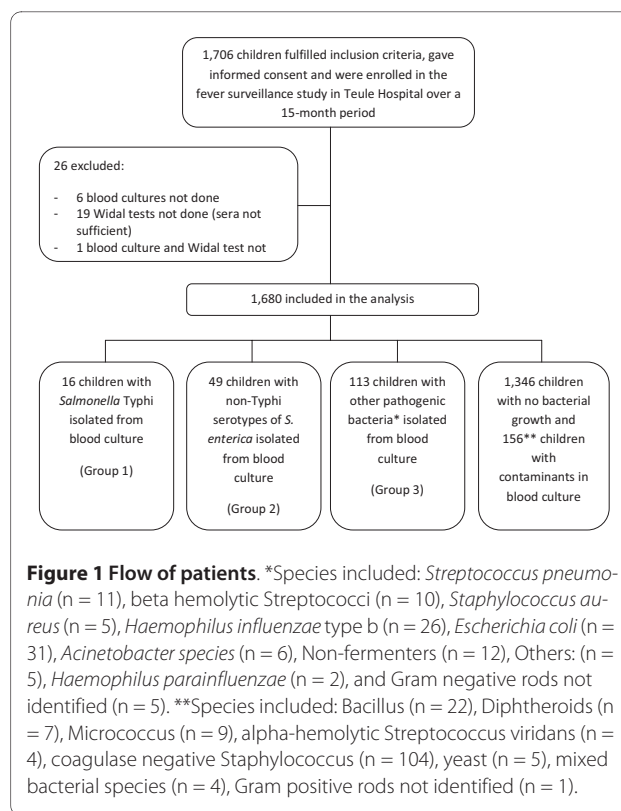 1,706 children fulfilled inclusion criteria, gave
informed consent and were enrolled in the
fever surveillance study in Teule Hospital over a
15-month period
26 excluded:
- 6 blood cultures not done
- 19 Widal tests not done (sera not
sufficient)
- 1 blood culture and Widal test not
1,680 included in the analysis
16 children with
Salmonella Typhi
isolated from
blood culture
(Group 1)
49 children with
non-Typhi
serotypes of S.
enterica isolated
from blood
culture
(Group 2)
113 children with
other pathogenic
bacteria* isolated
from blood
culture
(Group 3)
1,346 children
with no bacterial
growth and
156** children
with
contaminants in
blood culture
Figure 1 Flow of patients. *Species included: Streptococcus pneumo-
nia (n = 11), beta hemolytic Streptococci (n = 10), Staphylococcus au-
reus (n = 5), Haemophilus influenzae type b (n = 26), Escherichia coli (n =
31), Acinetobacter species (n = 6), Non-fermenters (n = 12), Others: (n =
5), Haemophilus parainfluenzae (n = 2), and Gram negative rods not
identified (n = 5). **Species included: Bacillus (n = 22), Diphtheroids (n
= 7), Micrococcus (n = 9), alpha-hemolytic Streptococcus viridans (n =
4), coagulase negative Staphylococcus (n = 104), yeast (n = 5), mixed
bacterial species (n = 4), Gram positive rods not identified (n = 1).